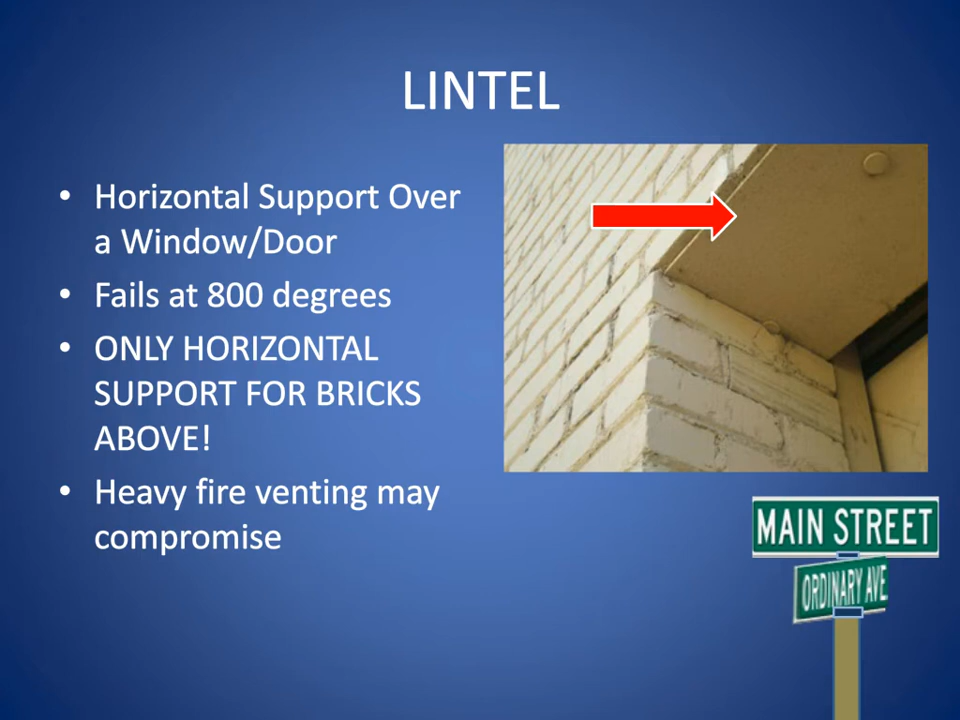 LINTEL
• Horizontal Support Over
a Window/Door
• Fails at 800 degrees
• ONLY HORIZONTAL
SUPPORT FOR BRICKS
ABOVE!
• Heavy fire venting may
compromise
MAIN STREET
ORDINARY AVE